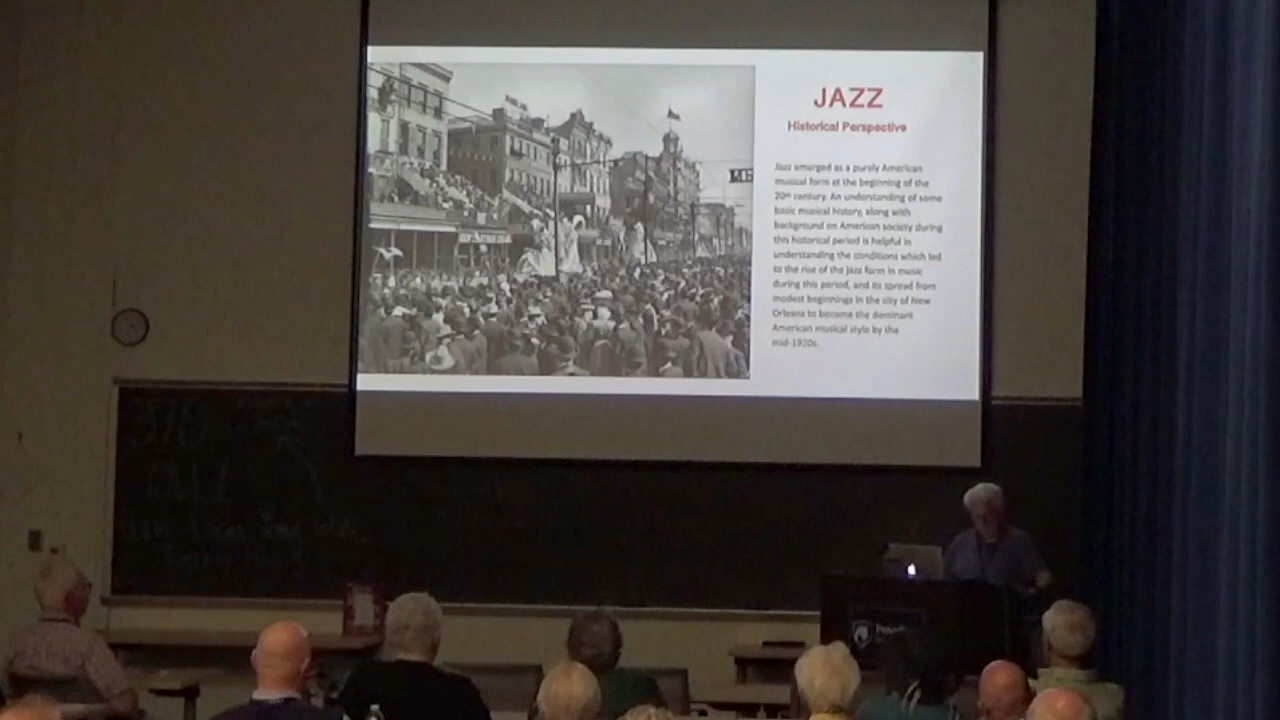 JAZZ
Historical Perspective
Jazz emerged as a purely American
musical form at the beginning of the
20th century. An understanding of some
basic musical history, along with
background on American society during
this historical period is helpful in
understanding the conditions which led
to the rise of the jazz form in music
during this period, and its spread from
modest beginnings in the city of New
Orleans to become the dominant
American musical style by the
mid-1920s.